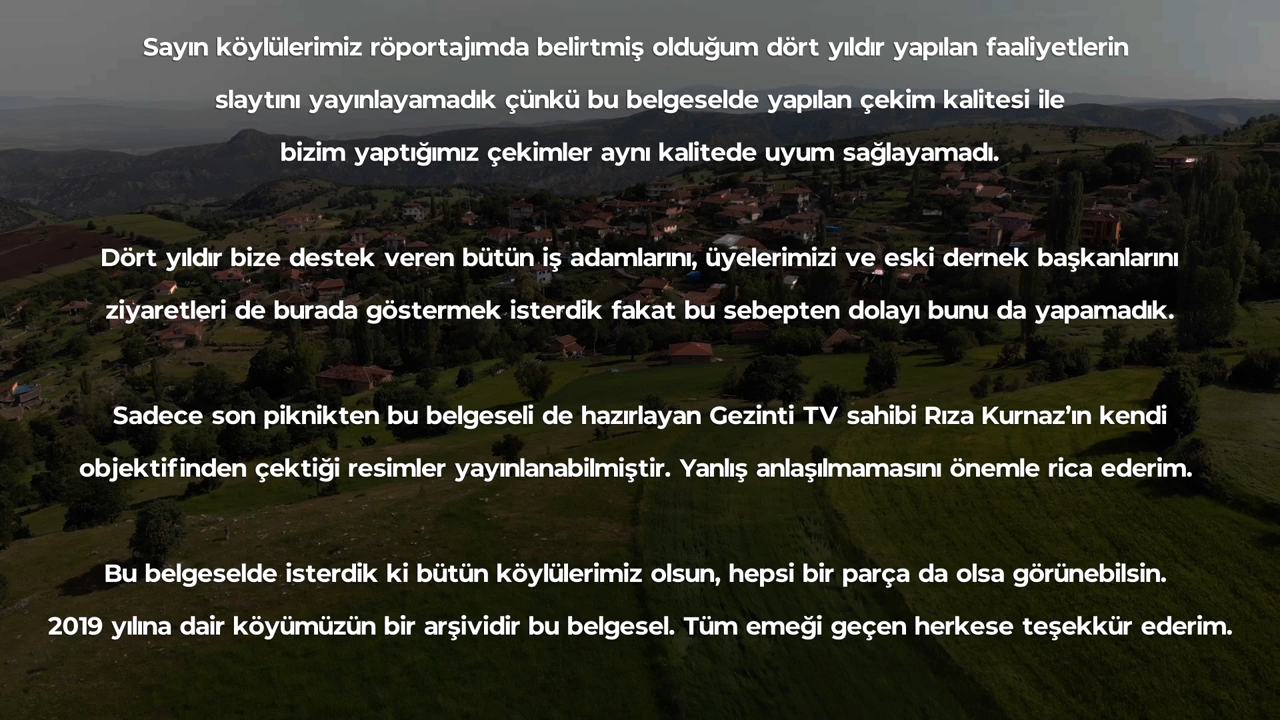 Sayın köylülerimiz röportajımda belirtmiş olduğum dört yıldır yapılan faaliyetlerin
slaytını yayınlayamadık çünkü bu belgeselde yapılan çekim kalitesi ile
bizim yaptığımız çekimler aynı kalitede uyum sağlayamadı.
Dört yıldır bize destek veren bütün iş adamlarını, üyelerimizi ve eski dernek başkanlarını
ziyaretleri de burada göstermek isterdik fakat bu sebepten dolayı bunu da yapamadık.
Sadece son piknikten bu belgeseli de hazırlayan Gezinti TV sahibi Rıza Kurnaz’ın kendi
objektifinden çektiği resimler yayınlanabilmiştir. Yanlış anlaşılmamasını önemle rica ederim.
Bu belgeselde isterdik ki bütün köylülerimiz olsun, hepsi bir parça da olsa görünebilsin.
2019 yılına dair köyümüzün bir arşividir bu belgesel. Tüm emeği geçen herkese teşekkür ederim.